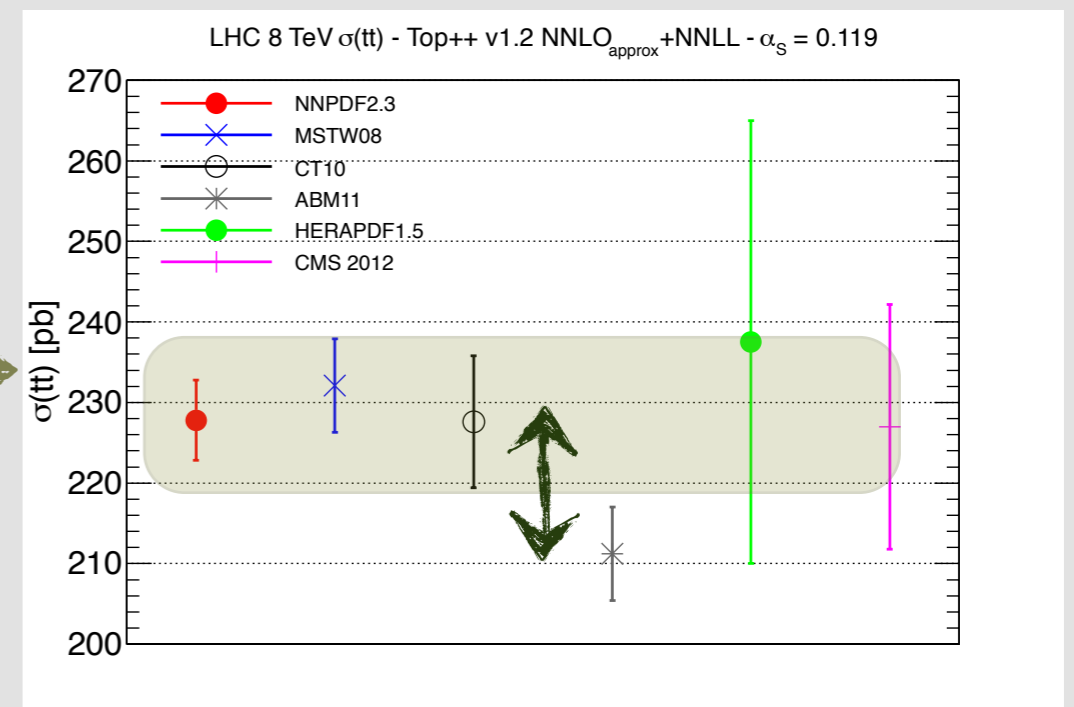 LHC 8 TeV σ(tt) - Top++ v1.2 NNLOapprox+NNLL - αS = 0.119
270
NNPDF2.3
MSTW08
260
CT10
ABM11
HERAPDF1.5
250
CMS 2012
240
σ(tt) [pb]
230
220
210
200